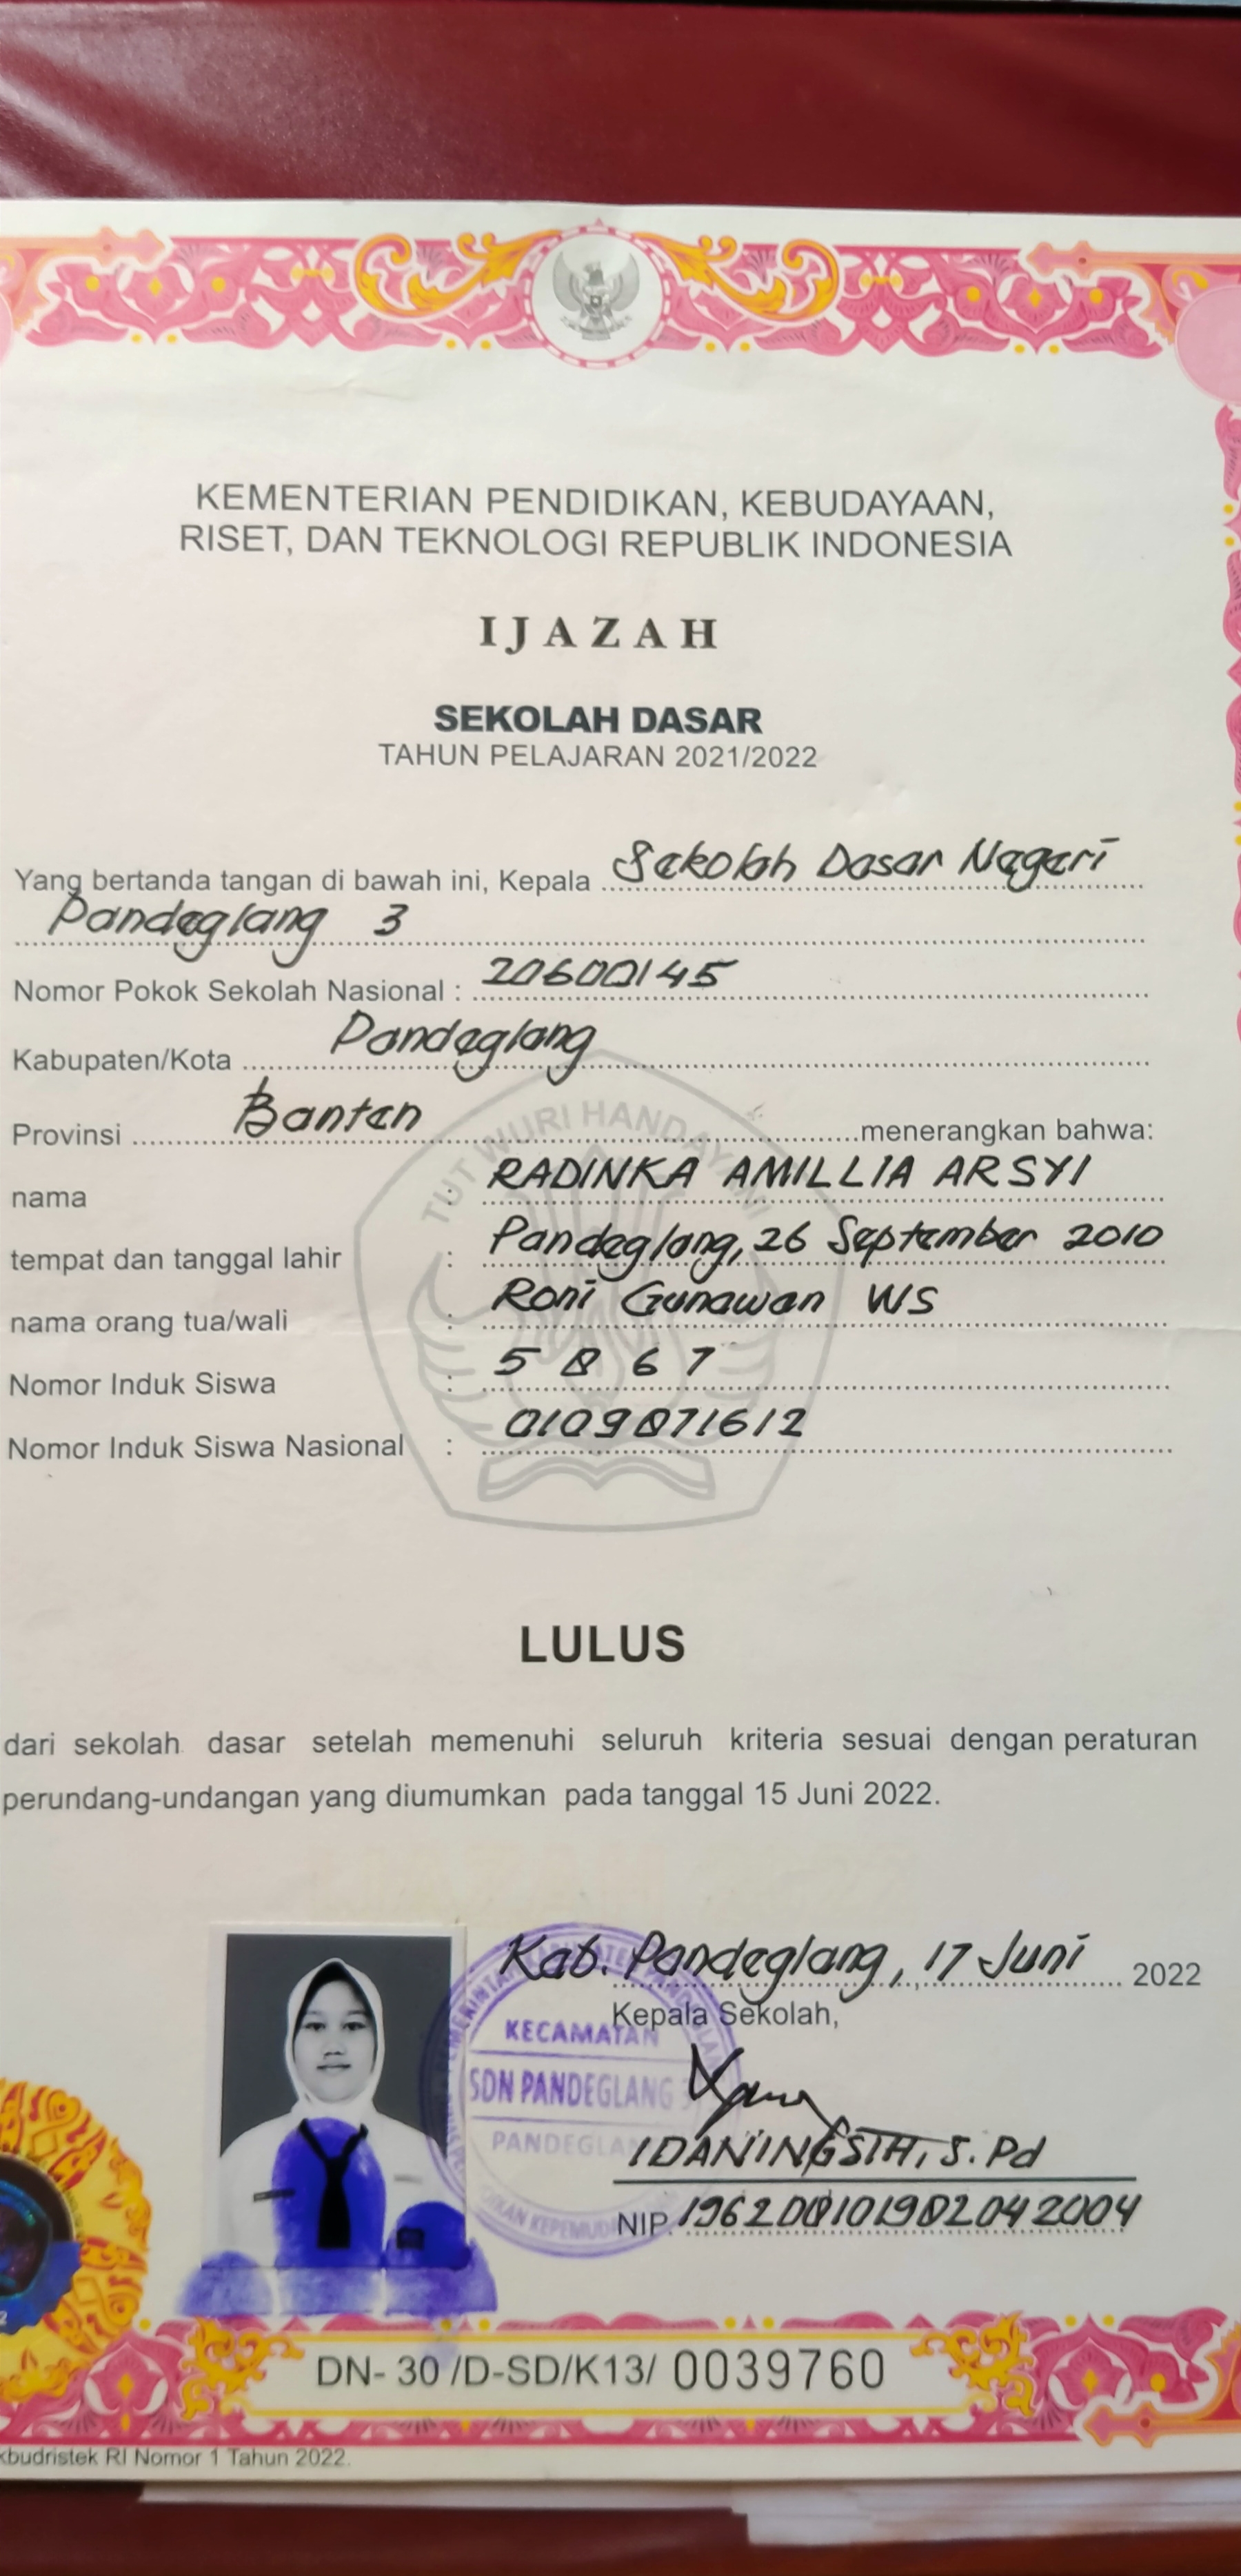 KEMENTERIAN PENDIDIKAN, KEBUDAYAAN,
RISET, DAN TEKNOLOGI REPUBLIK INDONESIA
IJAZAH
SEKOLAH DASAR
TAHUN PELAJARAN 2021/2022
Yang bertanda tangan di bawah ini, Kepala Sekolah Dasar Negeri
Pandeglang 3
Nomor Pokok Sekolah Nasional : 20600145
Kabupaten/Kota Pandeglang
Provinsi Banten menerangkan bahwa:
TUT WURI HANDAYANI
nama : RADINKA AMILLIA ARSYI
tempat dan tanggal lahir : Pandeglang, 26 September 2010
nama orang tua/wali : Roni Gunawan WS
Nomor Induk Siswa : 5 8 6 7
Nomor Induk Siswa Nasional : 0109871612
LULUS
dari sekolah dasar setelah memenuhi seluruh kriteria sesuai dengan peraturan
perundang-undangan yang diumumkan pada tanggal 15 Juni 2022.
Kab. Pandeglang, 17 Juni 2022
Kepala Sekolah,
KECAMATAN
SDN PANDEGLANG 3
IDANINGSIH, S.Pd
NIP. 196208101982042004
DN- 30 /D-SD/K13/ 0039760
RI Nomor 1 Tahun 2022.